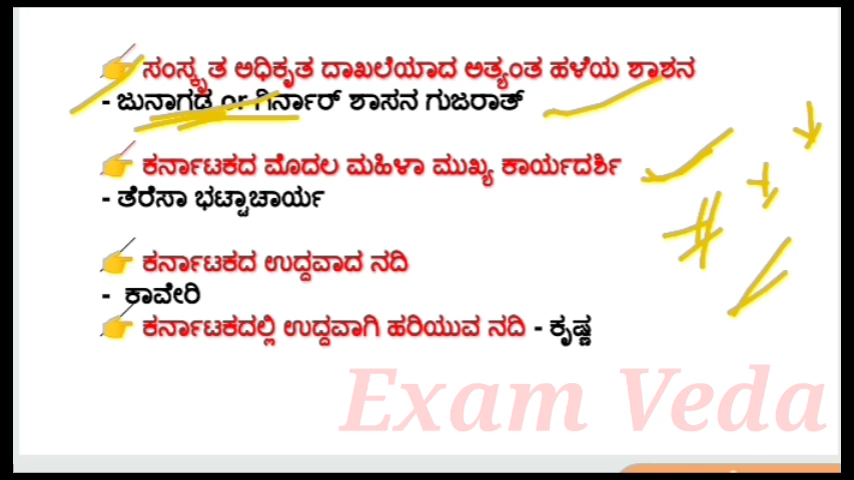 👉 ಸಂಸ್ಕೃತ ಅಧಿಕೃತ ದಾಖಲೆಯಾದ ಅತ್ಯಂತ ಹಳೆಯ ಶಾಶನ
- ಜುನಾಗಡ or ಗಿರ್ನಾರ್ ಶಾಸನ ಗುಜರಾತ್
👉 ಕರ್ನಾಟಕದ ಮೊದಲ ಮಹಿಳಾ ಮುಖ್ಯ ಕಾರ್ಯದರ್ಶಿ
- ತೆರೆಸಾ ಭಟ್ಟಾಚಾರ್ಯ
👉 ಕರ್ನಾಟಕದ ಉದ್ದವಾದ ನದಿ
- ಕಾವೇರಿ
👉 ಕರ್ನಾಟಕದಲ್ಲಿ ಉದ್ದವಾಗಿ ಹರಿಯುವ ನದಿ - ಕೃಷ್ಣ
Exam Veda